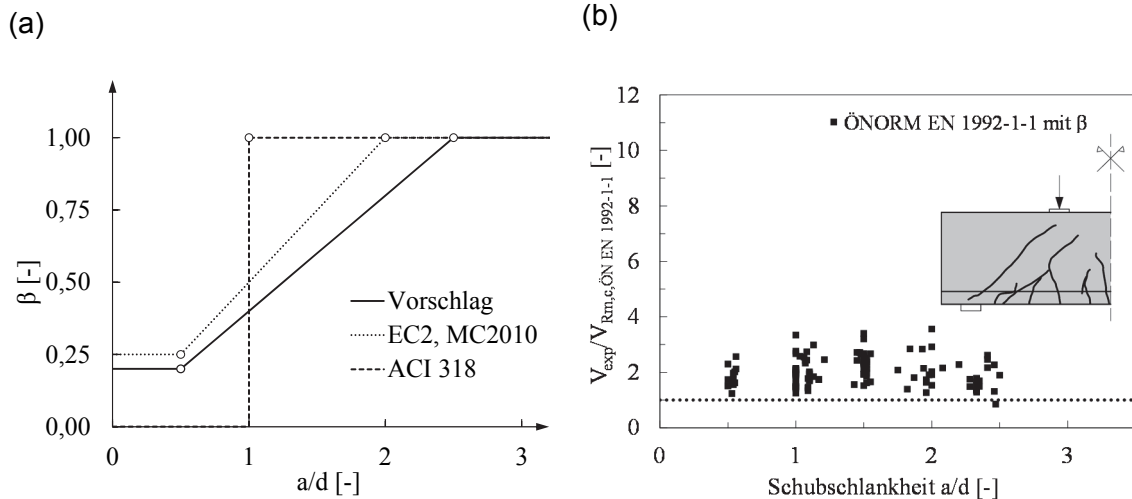 (a)
1,00
0,75
0,50
0,25
0,00
β [-]
0
1
2
3
a/d [-]
Vorschlag
EC2, MC2010
ACI 318
(b)
12
10
8
6
4
2
0
V_exp/V_Rm,c,ÖN EN 1992-1-1 [-]
ÖNORM EN 1992-1-1 mit β
0
1
2
3
Schubschlankheit a/d [-]